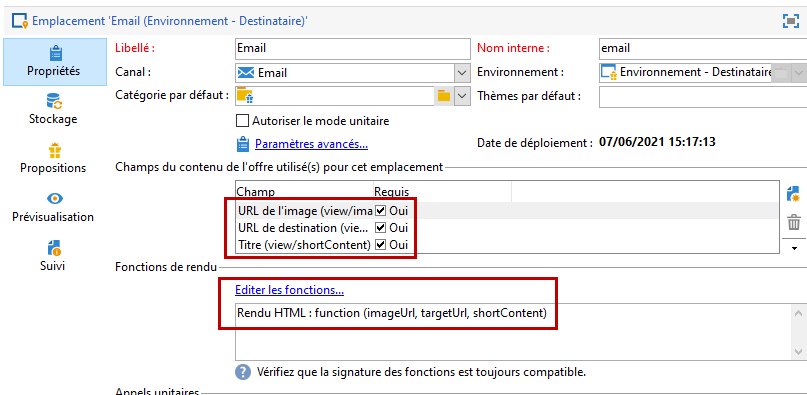 Emplacement 'Email (Environnement - Destinataire)'
Propriétés
Stockage
Propositions
Prévisualisation
Suivi
Libellé : Email Nom interne : email
Canal : Email Environnement : Environnement - Destinataire
Catégorie par défaut : Thèmes par défaut :
Autoriser le mode unitaire
Paramètres avancés... Date de déploiement : 07/06/2021 15:17:13
Champs du contenu de l'offre utilisé(s) pour cet emplacement
Champ Requis
URL de l'image (view/ima Oui
URL de destination (vie... Oui
Titre (view/shortContent) Oui
Fonctions de rendu
Editer les fonctions...
Rendu HTML : function (imageUrl, targetUrl, shortContent)
? Vérifiez que la signature des fonctions est toujours compatible.
Appels unitaires